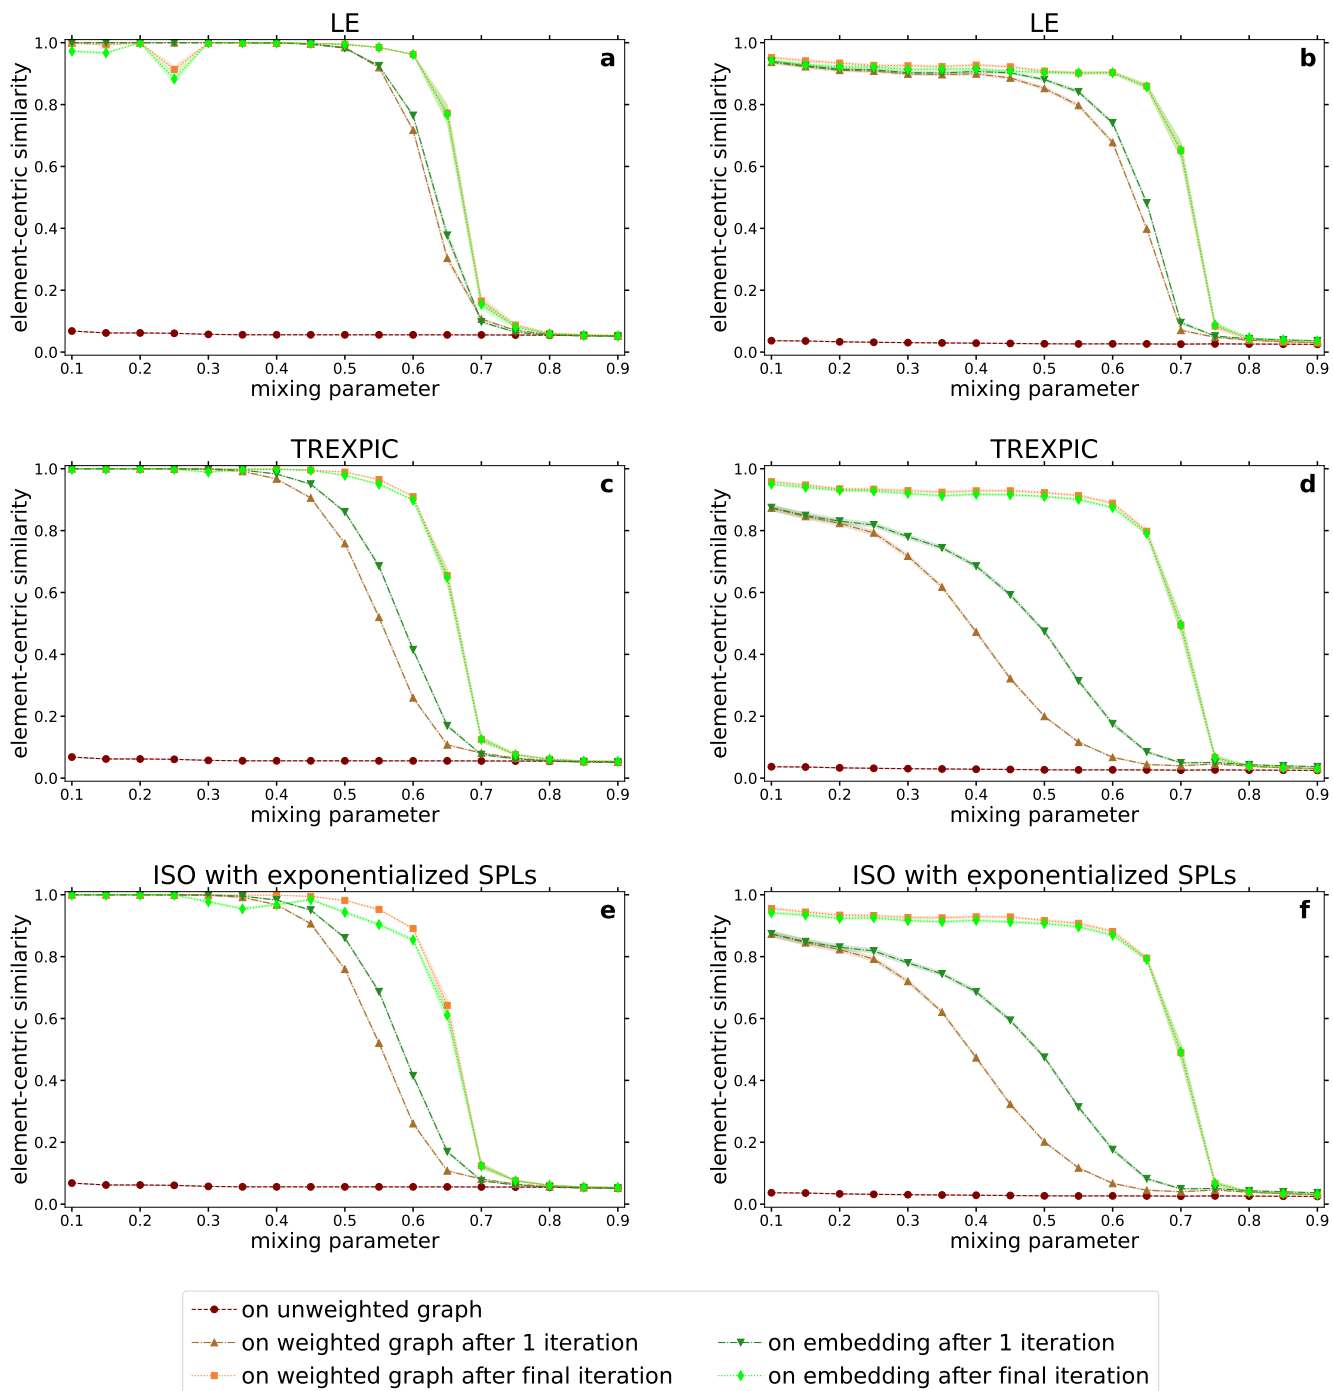 LE
a
element-centric similarity
1.0
0.8
0.6
0.4
0.2
0.0
0.1 0.2 0.3 0.4 0.5 0.6 0.7 0.8 0.9
mixing parameter
LE
b
element-centric similarity
1.0
0.8
0.6
0.4
0.2
0.0
0.1 0.2 0.3 0.4 0.5 0.6 0.7 0.8 0.9
mixing parameter
TREXPIC
c
element-centric similarity
1.0
0.8
0.6
0.4
0.2
0.0
0.1 0.2 0.3 0.4 0.5 0.6 0.7 0.8 0.9
mixing parameter
TREXPIC
d
element-centric similarity
1.0
0.8
0.6
0.4
0.2
0.0
0.1 0.2 0.3 0.4 0.5 0.6 0.7 0.8 0.9
mixing parameter
ISO with exponentialized SPLs
e
element-centric similarity
1.0
0.8
0.6
0.4
0.2
0.0
0.1 0.2 0.3 0.4 0.5 0.6 0.7 0.8 0.9
mixing parameter
ISO with exponentialized SPLs
f
element-centric similarity
1.0
0.8
0.6
0.4
0.2
0.0
0.1 0.2 0.3 0.4 0.5 0.6 0.7 0.8 0.9
mixing parameter
on unweighted graph
on weighted graph after 1 iteration
on weighted graph after final iteration
on embedding after 1 iteration
on embedding after final iteration